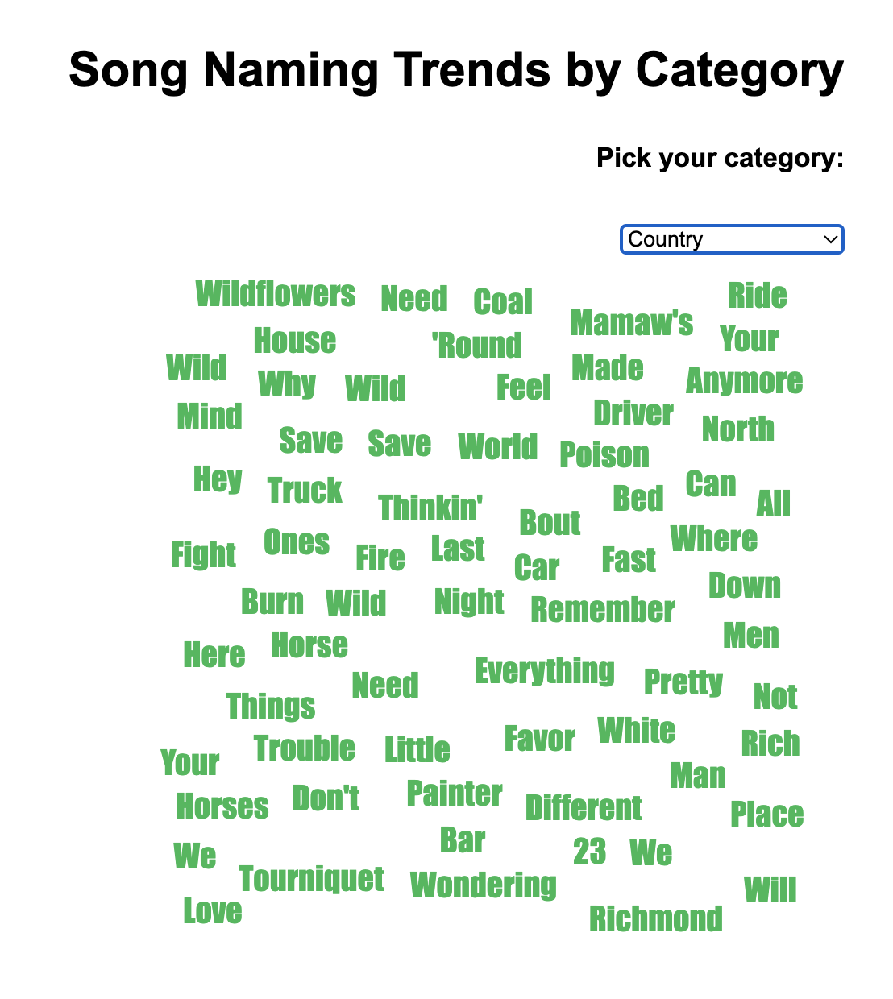 Song Naming Trends by Category
Pick your category:
Country
Wildflowers Need Coal Ride
Mamaw's
House 'Round Your
Wild Why Wild Feel Made Anymore
Mind Driver North
Save Save World Poison
Hey Truck Thinkin' Bed Can All
Bout
Fight Ones Fire Last Car Fast Where
Burn Wild Night Remember Down
Here Horse Men
Need Everything Pretty Not
Things
Trouble Little Favor White Rich
Your Man
Horses Don't Painter Different Place
We Bar 23 We
Tourniquet Wondering Will
Love Richmond